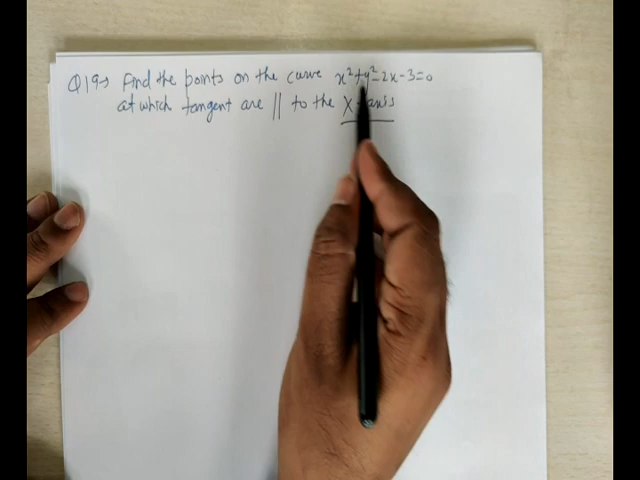 Q19→ Find the points on the curve x²+y²-2x-3=0
at which tangent are || to the X-axis